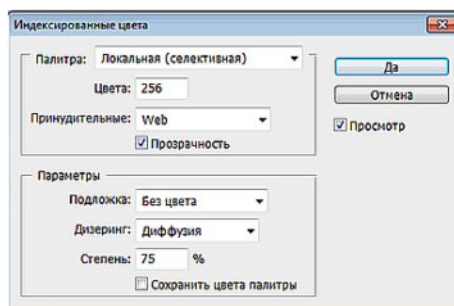 Индексированные цвета
Палитра: Локальная (селективная)
Цвета: 256
Принудительные: Web
Прозрачность
Да
Отмена
Просмотр
Параметры
Подложка: Без цвета
Дизеринг: Диффузия
Степень: 75 %
Сохранить цвета палитры